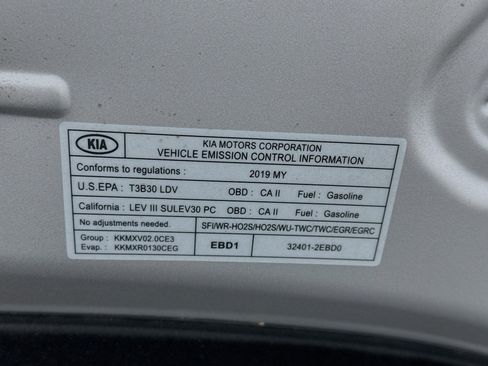 KIA
KIA MOTORS CORPORATION
VEHICLE EMISSION CONTROL INFORMATION
Conforms to regulations : 2019 MY
U.S.EPA : T3B30 LDV OBD : CA II Fuel : Gasoline
California : LEV III SULEV30 PC OBD : CA II Fuel : Gasoline
No adjustments needed. SFI/WR-HO2S/HO2S/WU-TWC/TWC/EGR/EGRC
Group : KKMXV02.0CE3
Evap. : KKMXR0130CEG
EBD1 32401-2EBD0